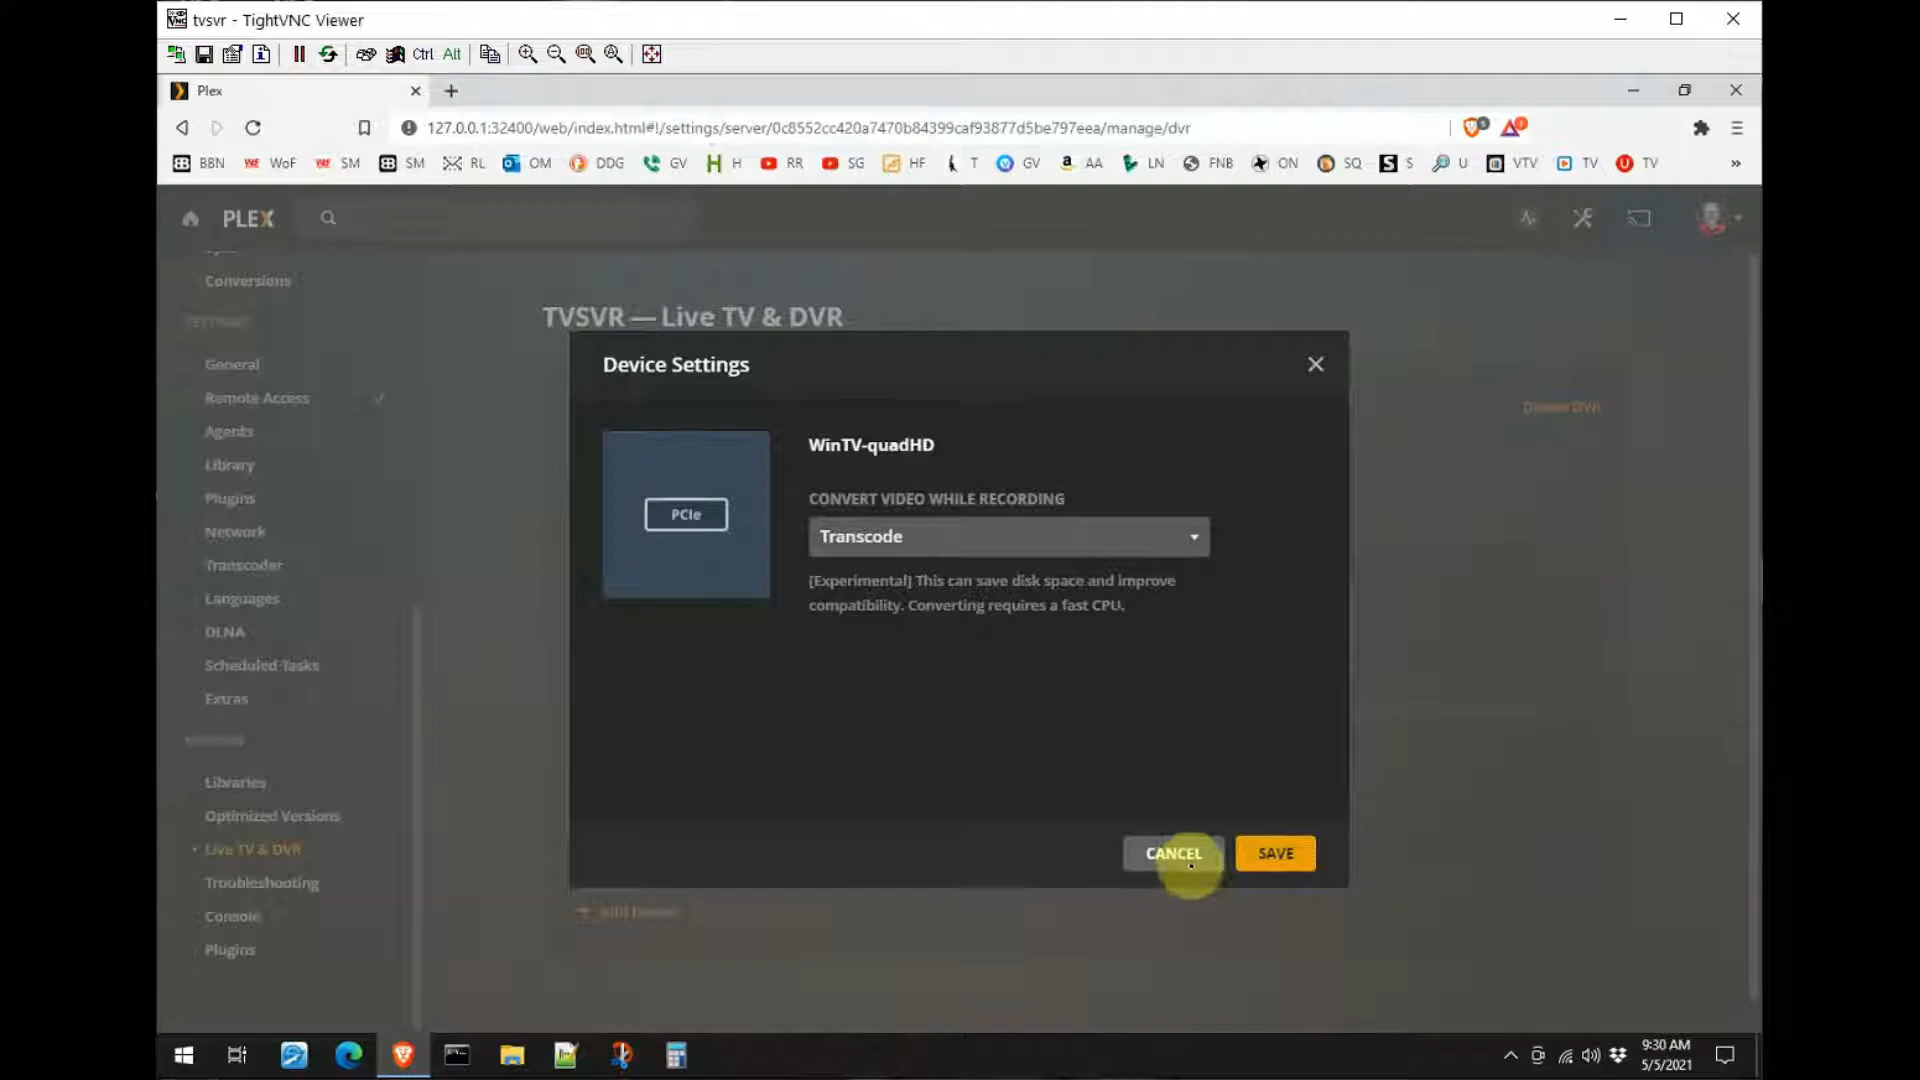 tvsvr - TightVNC Viewer
Ctrl Alt
Plex
127.0.0.1:32400/web/index.html#!/settings/server/0c8552cc420a7470b84399caf93877d5be797eea/manage/dvr
BBN WoF SM SM RL OM DDG GV H RR SG HF T GV AA LN FNB ON SQ S U VTV TV TV
PLEX
Conversions
TVSVR — Live TV & DVR
General
Remote Access
Agents
Library
Plugins
Network
Transcoder
Languages
DLNA
Scheduled Tasks
Extras
Libraries
Optimized Versions
Live TV & DVR
Troubleshooting
Console
Plugins
Device Settings
PCIe
WinTV-quadHD
CONVERT VIDEO WHILE RECORDING
Transcode
[Experimental] This can save disk space and improve
compatibility. Converting requires a fast CPU.
CANCEL SAVE
9:30 AM
5/5/2021